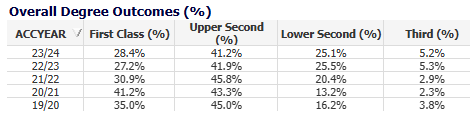 Overall Degree Outcomes (%)
ACCYEAR First Class (%) Upper Second (%) Lower Second (%) Third (%)
23/24 28.4% 41.2% 25.1% 5.2%
22/23 27.2% 41.9% 25.5% 5.3%
21/22 30.9% 45.8% 20.4% 2.9%
20/21 41.2% 43.3% 13.2% 2.3%
19/20 35.0% 45.0% 16.2% 3.8%